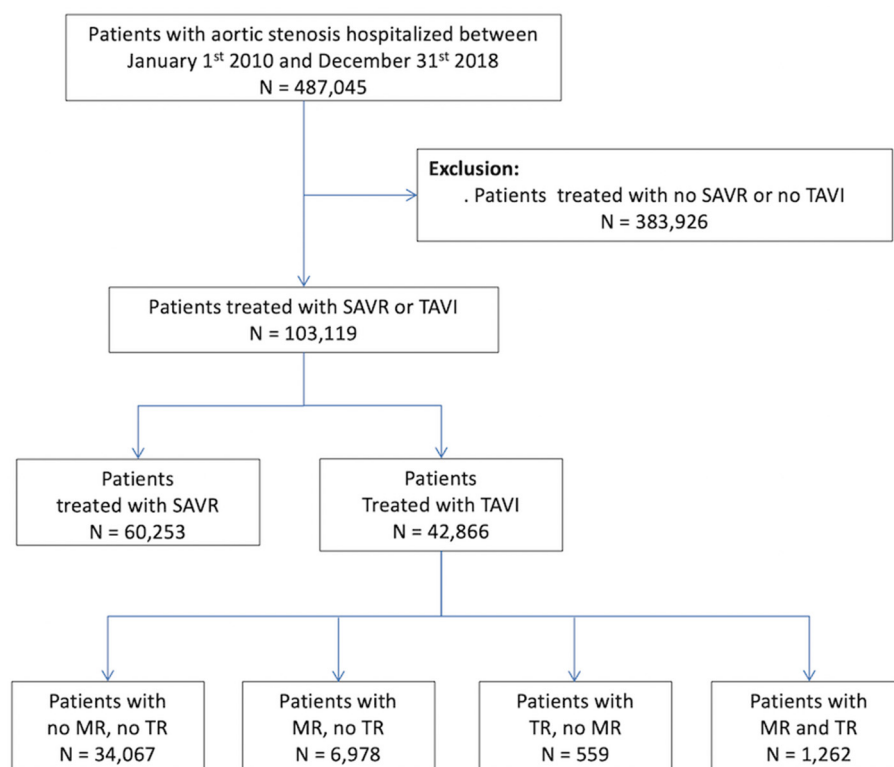 Patients with aortic stenosis hospitalized between
January 1st 2010 and December 31st 2018
N = 487,045
Exclusion:
. Patients treated with no SAVR or no TAVI
N = 383,926
Patients treated with SAVR or TAVI
N = 103,119
Patients
treated with SAVR
N = 60,253
Patients
Treated with TAVI
N = 42,866
Patients with
no MR, no TR
N = 34,067
Patients with
MR, no TR
N = 6,978
Patients with
TR, no MR
N = 559
Patients with
MR and TR
N = 1,262